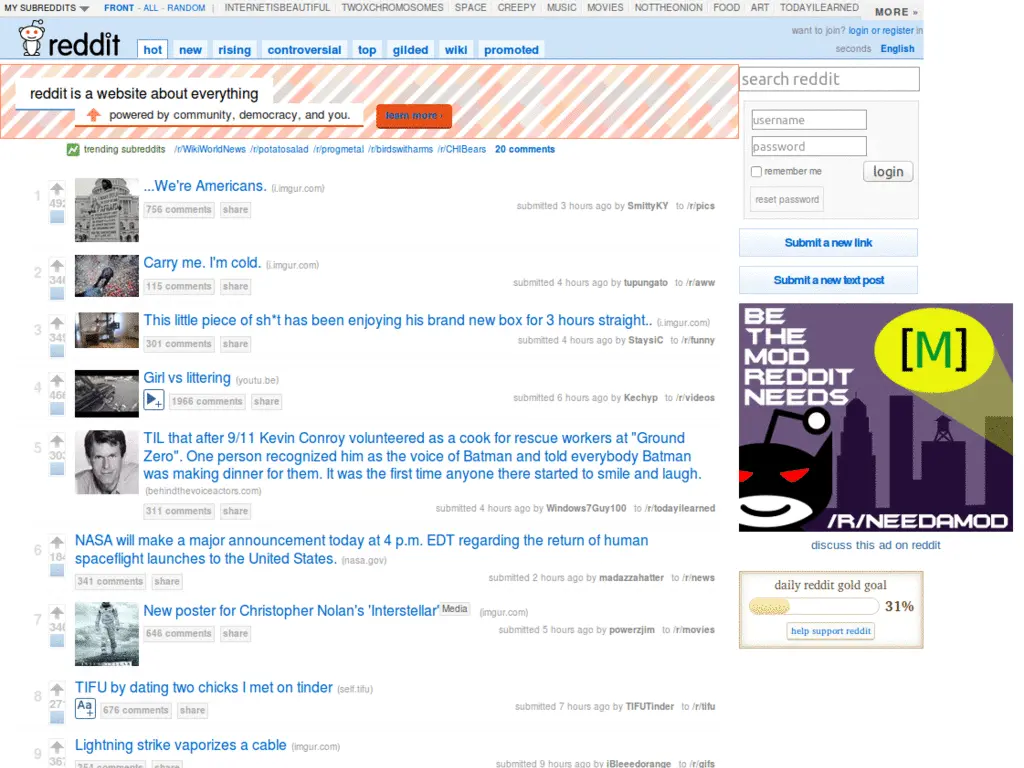 MY SUBREDDITS FRONT - ALL - RANDOM | INTERNETISBEAUTIFUL TWOXCHROMOSOMES SPACE CREEPY MUSIC MOVIES NOTTHEONION FOOD ART TODAYILEARNED MORE »
want to join? login or register in
seconds English
reddit hot new rising controversial top gilded wiki promoted
search reddit
reddit is a website about everything
powered by community, democracy, and you. learn more ›
username
password
remember me login
reset password
trending subreddits /r/WikiWorldNews /r/potatosalad /r/progmetal /r/birdswitharms /r/CHIBears 20 comments
1 ...We're Americans. (i.imgur.com)
492
756 comments share submitted 3 hours ago by SmittyKY to /r/pics
Submit a new link
2 Carry me. I'm cold. (i.imgur.com)
346
115 comments share submitted 4 hours ago by tupungato to /r/aww
Submit a new text post
3 This little piece of sh*t has been enjoying his brand new box for 3 hours straight.. (i.imgur.com)
349
301 comments share submitted 4 hours ago by StaysiC to /r/funny
4 Girl vs littering (youtu.be)
466
1966 comments share submitted 6 hours ago by Kechyp to /r/videos
5 TIL that after 9/11 Kevin Conroy volunteered as a cook for rescue workers at "Ground
303 Zero". One person recognized him as the voice of Batman and told everybody Batman
was making dinner for them. It was the first time anyone there started to smile and laugh.
(behindthevoiceactors.com)
311 comments share submitted 4 hours ago by Windows7Guy100 to /r/todayilearned
BE
THE
MOD
REDDIT
NEEDS
[M]
/R/NEEDAMOD
discuss this ad on reddit
6 NASA will make a major announcement today at 4 p.m. EDT regarding the return of human
184 spaceflight launches to the United States. (nasa.gov)
341 comments share submitted 2 hours ago by madazzahatter to /r/news
daily reddit gold goal
31%
help support reddit
7 New poster for Christopher Nolan's 'Interstellar' Media (imgur.com)
346
646 comments share submitted 5 hours ago by powerzjim to /r/movies
8 TIFU by dating two chicks I met on tinder (self.tifu)
271
Aa+ 676 comments share submitted 7 hours ago by TIFUTinder to /r/tifu
9 Lightning strike vaporizes a cable (imgur.com)
367
354 comments share submitted 9 hours ago by iBleeedorange to /r/gifs